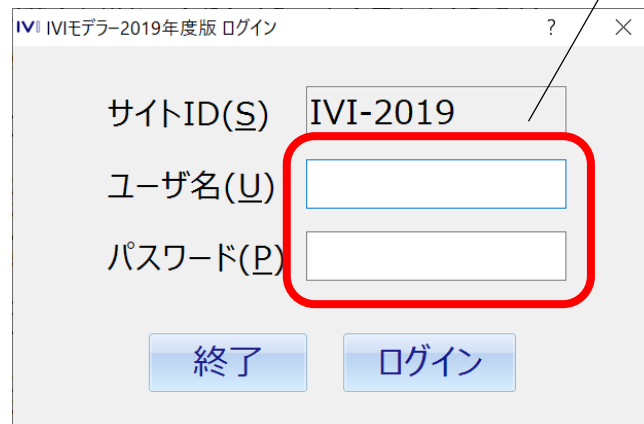 IVI IVIモデラー2019年度版 ログイン ? ×
サイトID(S) IVI-2019
ユーザ名(U)
パスワード(P)
終了 ログイン